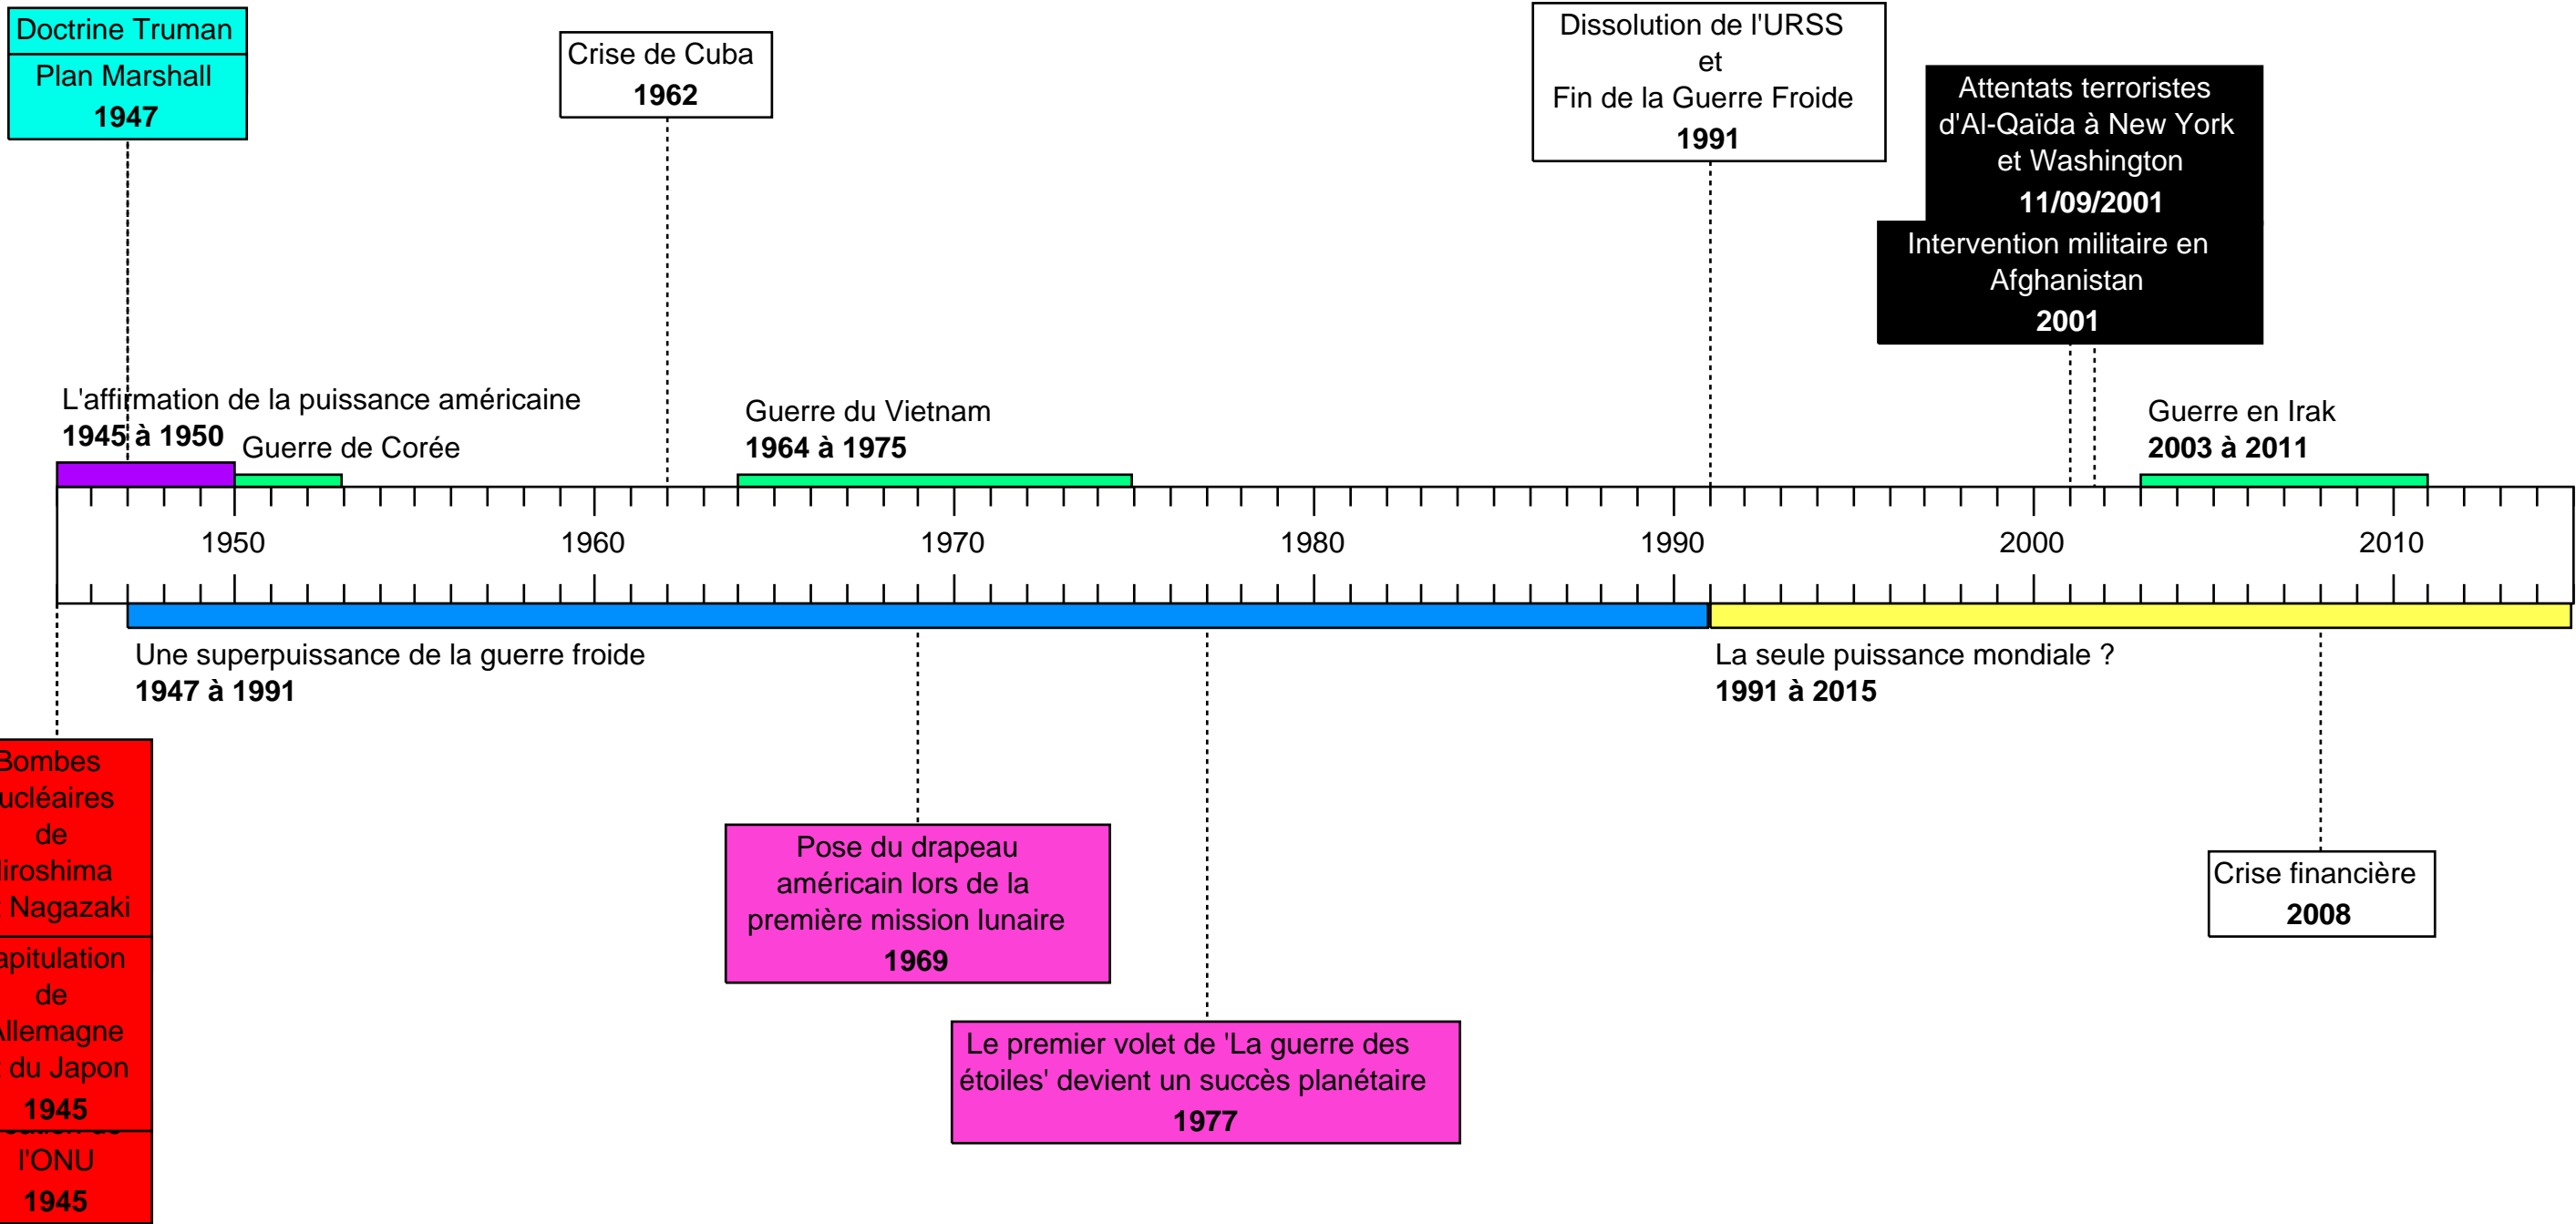 Doctrine Truman
Plan Marshall
1947
Crise de Cuba
1962
Dissolution de l'URSS
et
Fin de la Guerre Froide
1991
Attentats terroristes
d'Al-Qaïda à New York
et Washington
11/09/2001
Intervention militaire en
Afghanistan
2001
L'affirmation de la puissance américaine
1945 à 1950
Guerre de Corée
Guerre du Vietnam
1964 à 1975
Guerre en Irak
2003 à 2011
1950
1960
1970
1980
1990
2000
2010
Une superpuissance de la guerre froide
1947 à 1991
La seule puissance mondiale ?
1991 à 2015
Bombes
ucléaires
de
iroshima
Nagazaki
apitulation
de
Allemagne
du Japon
1945
l'ONU
1945
Pose du drapeau
américain lors de la
première mission lunaire
1969
Le premier volet de 'La guerre des
étoiles' devient un succès planétaire
1977
Crise financière
2008